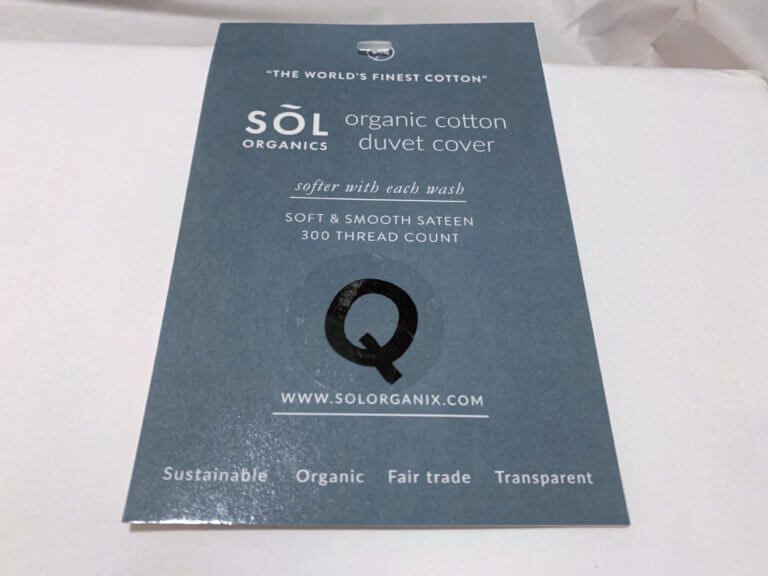 "THE WORLD'S FINEST COTTON"
SÕL
ORGANICS
organic cotton
duvet cover
softer with each wash
SOFT & SMOOTH SATEEN
300 THREAD COUNT
Q
WWW.SOLORGANIX.COM
Sustainable Organic Fair trade Transparent